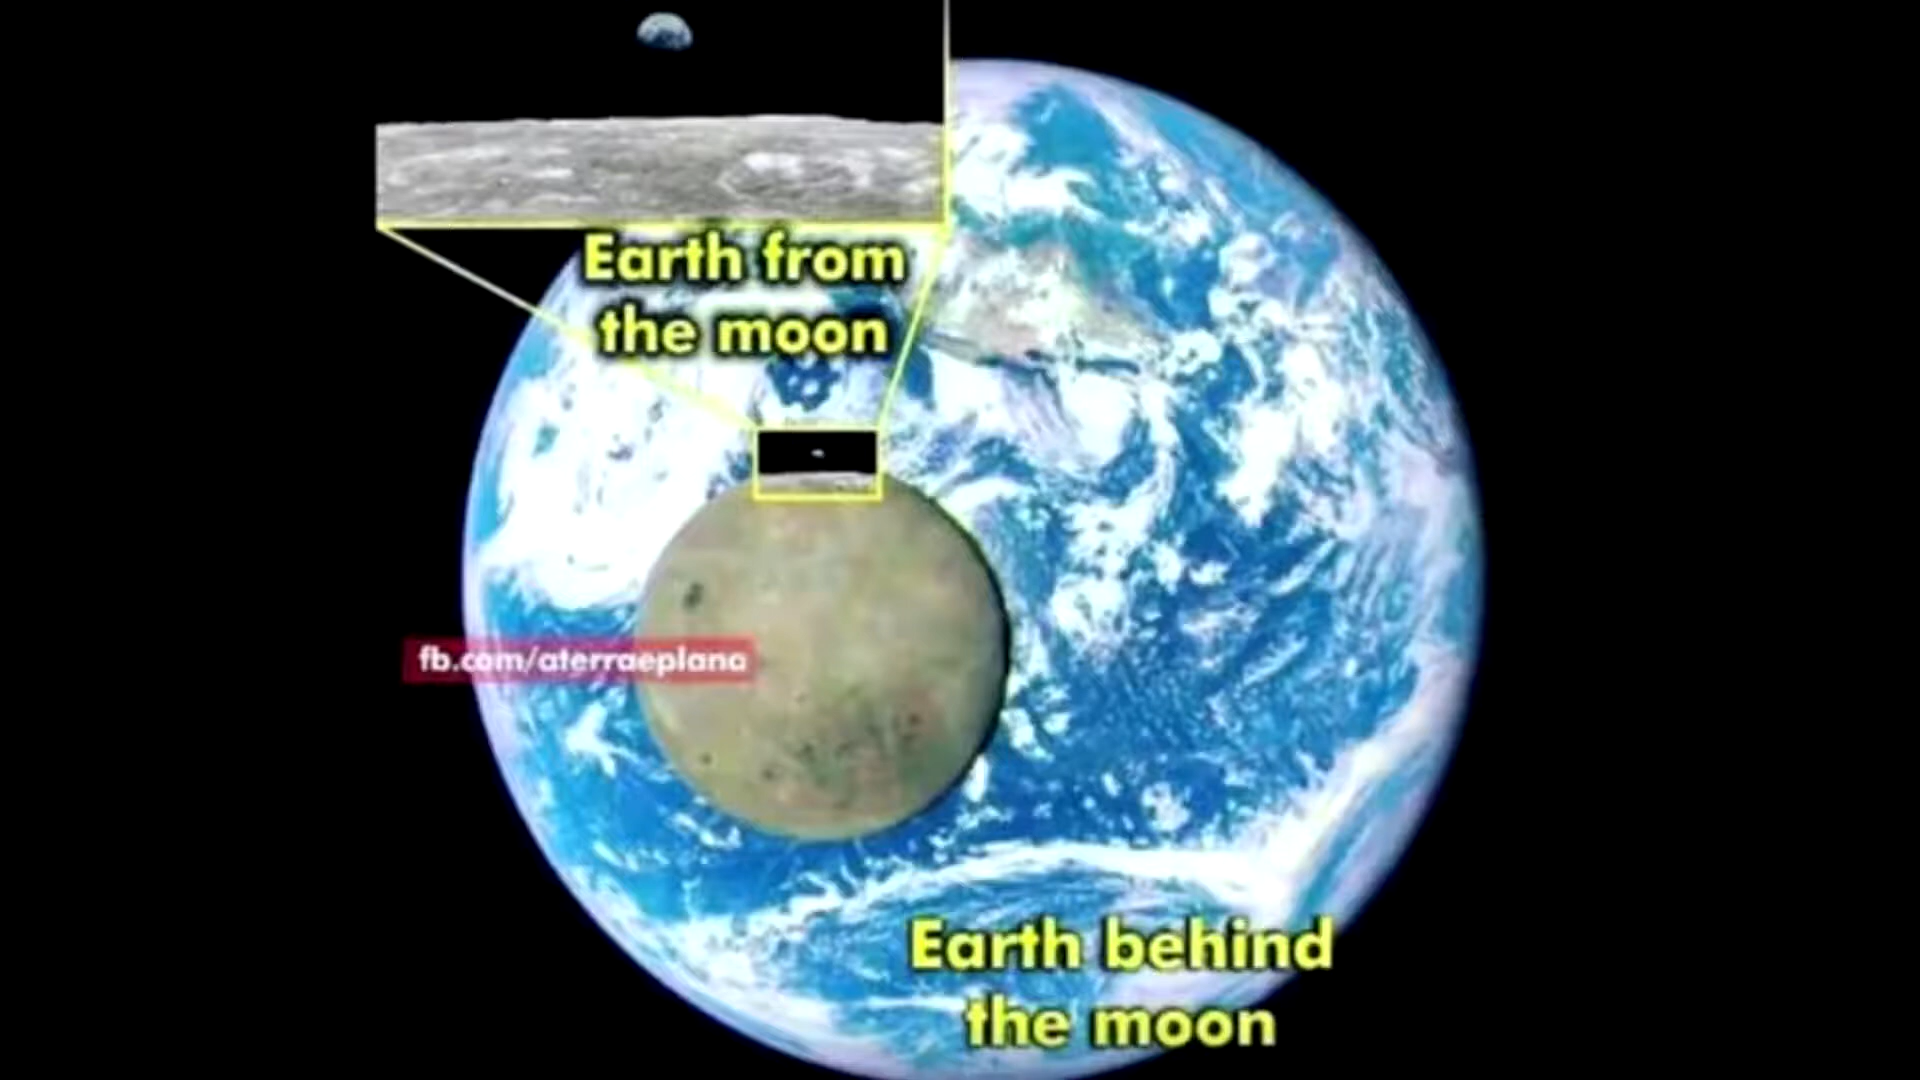 Earth from
the moon
fb.com/aterraeplana
Earth behind
the moon